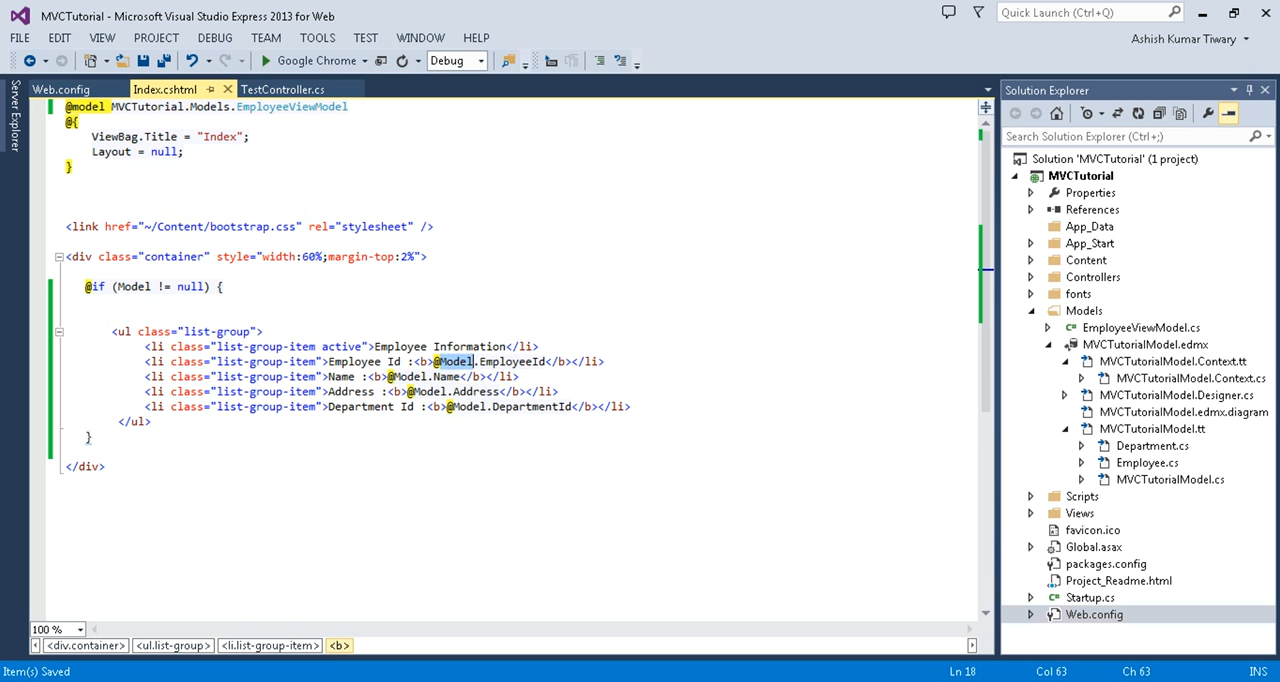 MVCTutorial - Microsoft Visual Studio Express 2013 for Web
Quick Launch (Ctrl+Q)
FILE EDIT VIEW PROJECT DEBUG TEAM TOOLS TEST WINDOW HELP
Ashish Kumar Tiwary
Google Chrome Debug
Server Explorer
Web.config Index.cshtml TestController.cs
@model MVCTutorial.Models.EmployeeViewModel
@{
ViewBag.Title = "Index";
Layout = null;
}
<link href="~/Content/bootstrap.css" rel="stylesheet" />
<div class="container" style="width:60%;margin-top:2%">
@if (Model != null) {
<ul class="list-group">
<li class="list-group-item active">Employee Information</li>
<li class="list-group-item">Employee Id :<b>@Model.EmployeeId</b></li>
<li class="list-group-item">Name :<b>@Model.Name</b></li>
<li class="list-group-item">Address :<b>@Model.Address</b></li>
<li class="list-group-item">Department Id :<b>@Model.DepartmentId</b></li>
</ul>
}
</div>
100 %
<div.container> <ul.list-group> <li.list-group-item> <b>
Solution Explorer
Search Solution Explorer (Ctrl+;)
Solution 'MVCTutorial' (1 project)
MVCTutorial
Properties
References
App_Data
App_Start
Content
Controllers
fonts
Models
EmployeeViewModel.cs
MVCTutorialModel.edmx
MVCTutorialModel.Context.tt
MVCTutorialModel.Context.cs
MVCTutorialModel.Designer.cs
MVCTutorialModel.edmx.diagram
MVCTutorialModel.tt
Department.cs
Employee.cs
MVCTutorialModel.cs
Scripts
Views
favicon.ico
Global.asax
packages.config
Project_Readme.html
Startup.cs
Web.config
Item(s) Saved Ln 18 Col 63 Ch 63 INS